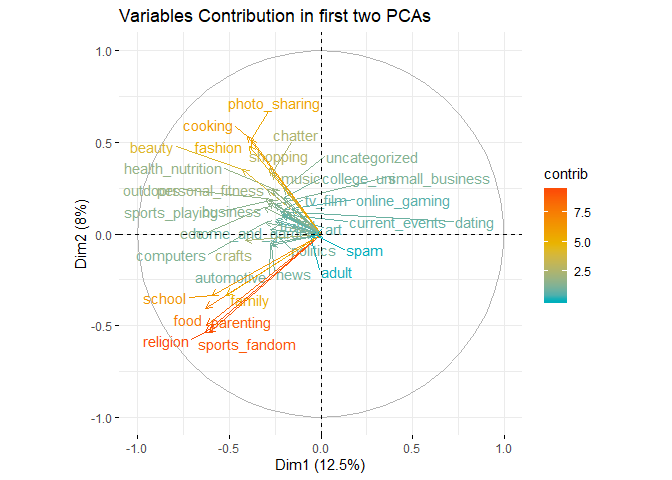 Variables Contribution in first two PCAs
1.0
0.5
0.0
-0.5
-1.0
Dim2 (8%)
photo_sharing
cooking
chatter
beauty
fashion
shopping
uncategorized
health_nutrition
music
college_uni
small_business
outdoors
personal_fitness
tv_film
online_gaming
sports_playing
business
current_events
dating
home_and_garden
art
computers
crafts
politics
spam
automotive
news
adult
school
family
food
parenting
religion
sports_fandom
-1.0
-0.5
0.0
0.5
1.0
Dim1 (12.5%)
contrib
7.5
5.0
2.5